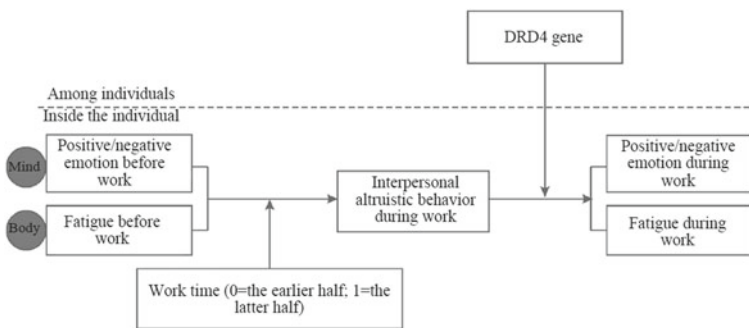 DRD4 gene
Among individuals
Inside the individual
Mind
Positive/negative
emotion before
work
Body
Fatigue before
work
Interpersonal
altruistic behavior
during work
Positive/negative
emotion during
work
Fatigue during
work
Work time (0=the earlier half; 1=the
latter half)